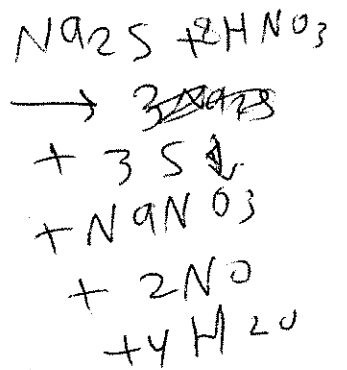 Na2S + 8HNO3
→
+ 3S↓
+ NaNO3
+ 2NO
+ 4H2O